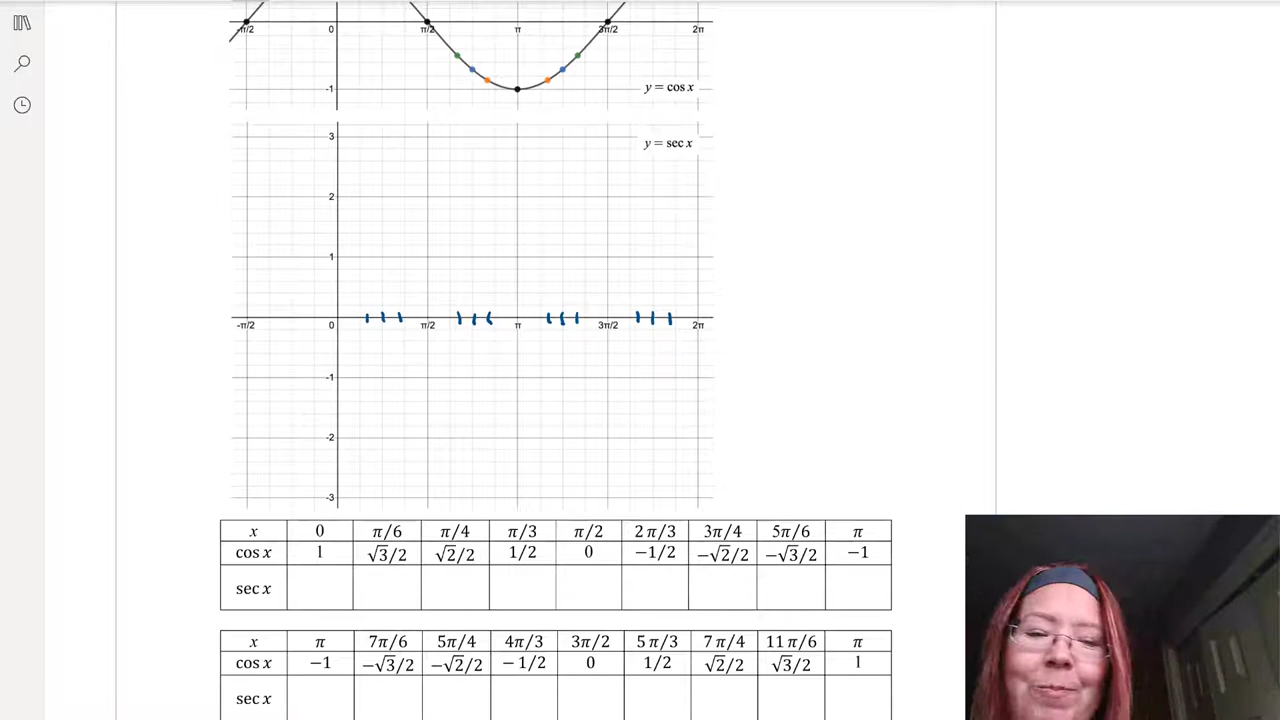 -π/2 0 π/2 π 3π/2 2π
-1
y = cos x
3
y = sec x
2
1
-π/2 0 π/2 π 3π/2 2π
-1
-2
-3
x 0 π/6 π/4 π/3 π/2 2π/3 3π/4 5π/6 π
cos x 1 √3/2 √2/2 1/2 0 −1/2 −√2/2 −√3/2 −1
sec x
x π 7π/6 5π/4 4π/3 3π/2 5π/3 7π/4 11π/6 π
cos x −1 −√3/2 −√2/2 −1/2 0 1/2 √2/2 √3/2 1
sec x